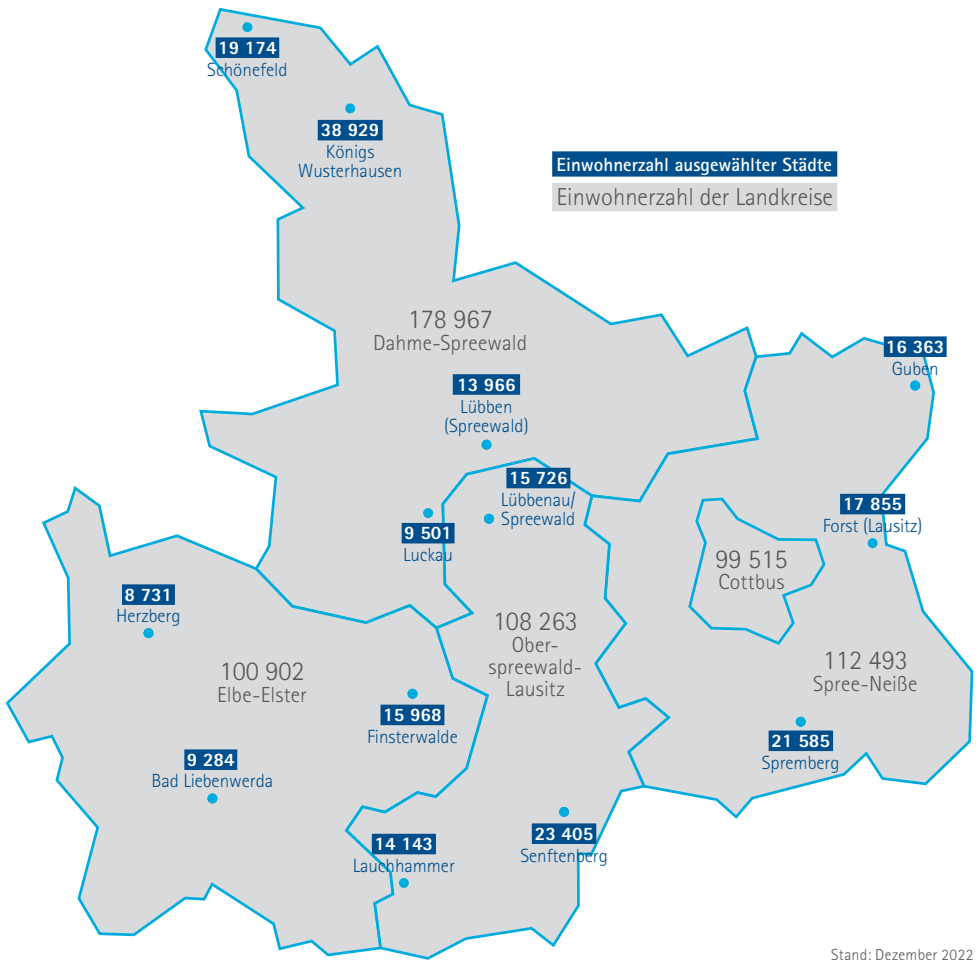 19 174
Schönefeld
38 929
Königs
Wusterhausen
Einwohnerzahl ausgewählter Städte
Einwohnerzahl der Landkreise
178 967
Dahme-Spreewald
16 363
Guben
13 966
Lübben
(Spreewald)
15 726
Lübbenau/
Spreewald
17 855
Forst (Lausitz)
9 501
Luckau
99 515
Cottbus
8 731
Herzberg
108 263
Ober-
spreewald-
Lausitz
100 902
Elbe-Elster
112 493
Spree-Neiße
15 968
Finsterwalde
21 585
Spremberg
9 284
Bad Liebenwerda
14 143
Lauchhammer
23 405
Senftenberg
Stand: Dezember 2022